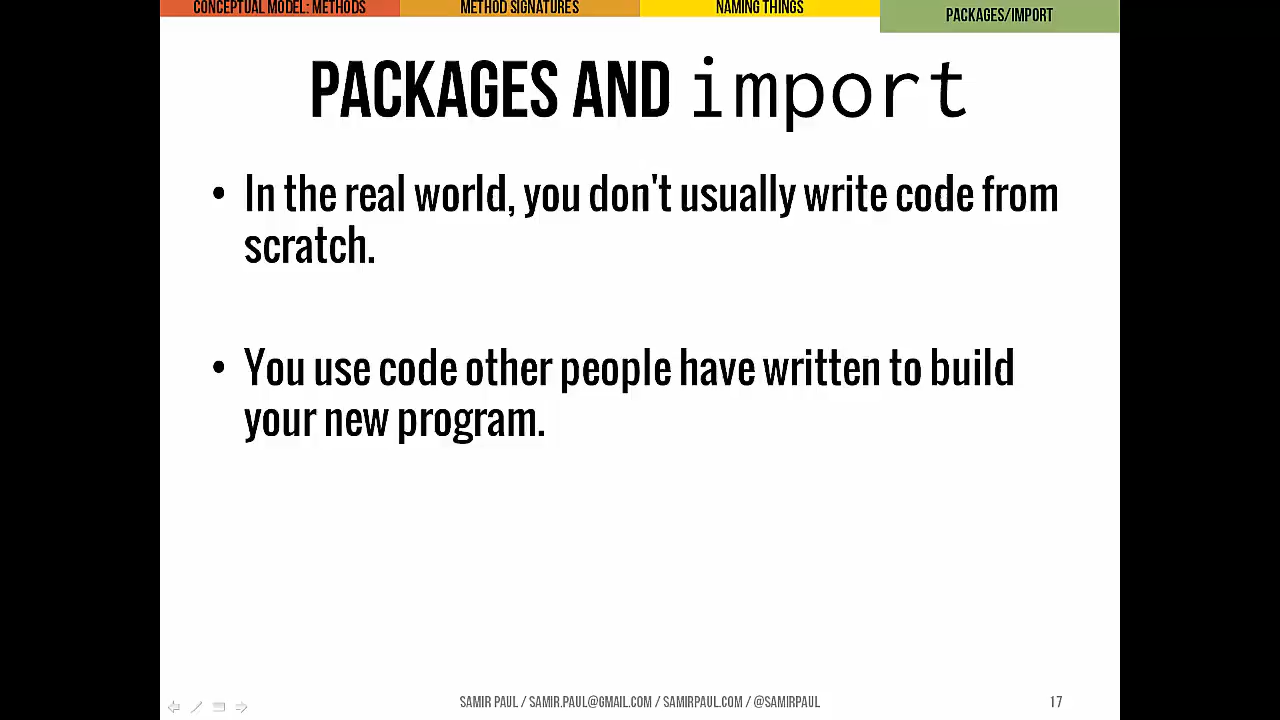 CONCEPTUAL MODEL: METHODS
METHOD SIGNATURES
NAMING THINGS
PACKAGES/IMPORT
PACKAGES AND import
• In the real world, you don't usually write code from
scratch.
• You use code other people have written to build
your new program.
SAMIR PAUL / SAMIR.PAUL@GMAIL.COM / SAMIRPAUL.COM / @SAMIRPAUL
17